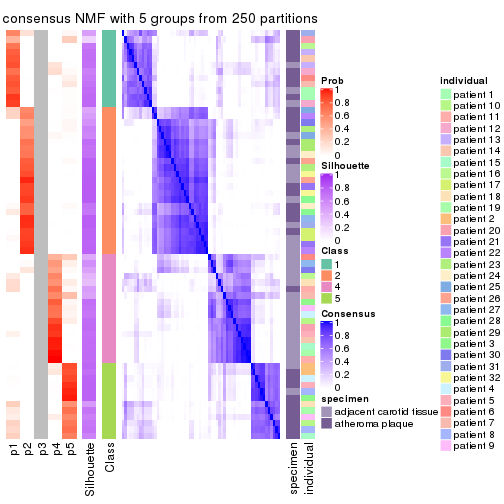 consensus NMF with 5 groups from 250 partitions
Prob
1
0.8
0.6
0.4
0.2
0
Silhouette
1
0.8
0.6
0.4
0.2
0
Class
1
2
4
5
Consensus
1
0.8
0.6
0.4
0.2
0
specimen
adjacent carotid tissue
atheroma plaque
individual
patient 1
patient 10
patient 11
patient 12
patient 13
patient 14
patient 15
patient 16
patient 17
patient 18
patient 19
patient 2
patient 20
patient 21
patient 22
patient 23
patient 24
patient 25
patient 26
patient 27
patient 28
patient 29
patient 3
patient 30
patient 31
patient 32
patient 4
patient 5
patient 6
patient 7
patient 8
patient 9
p1
p2
p3
p4
p5
Silhouette
Class
specimen
individual